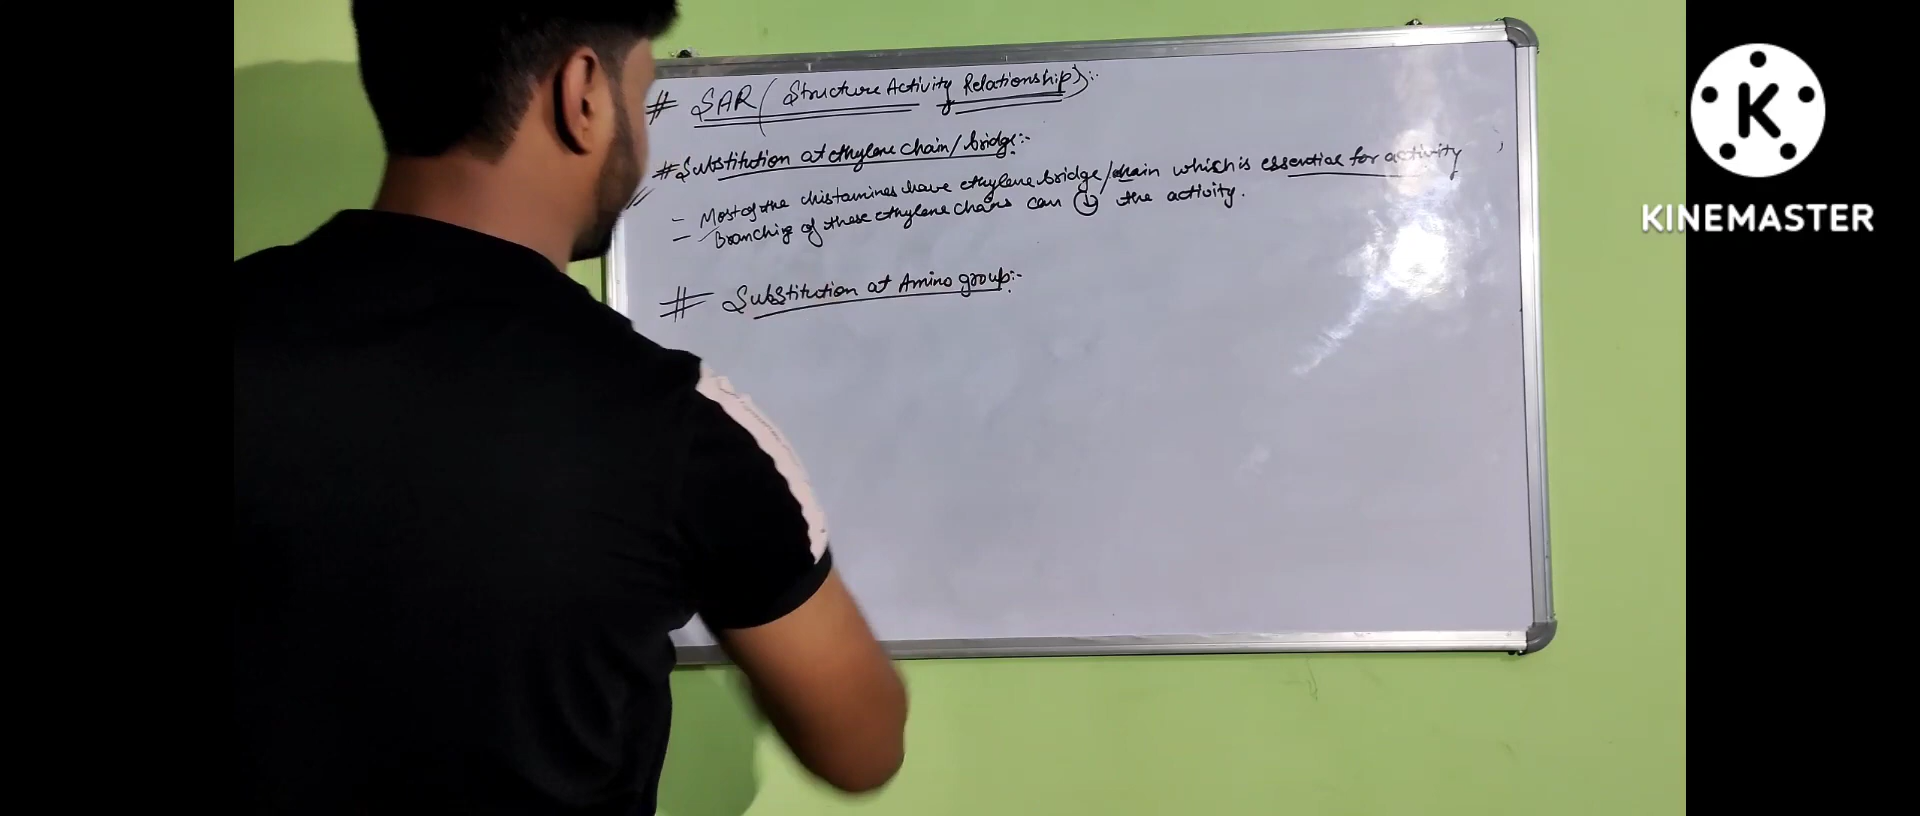 # SAR (Structure Activity Relationship):-
# Substitution at ethylene chain/bridge:-
- Most of the histamines have ethylene bridge/chain which is essential for activity
- Branching of these ethylene chains can ↓ the activity.
# Substitution at Amino group:-
K
KINEMASTER